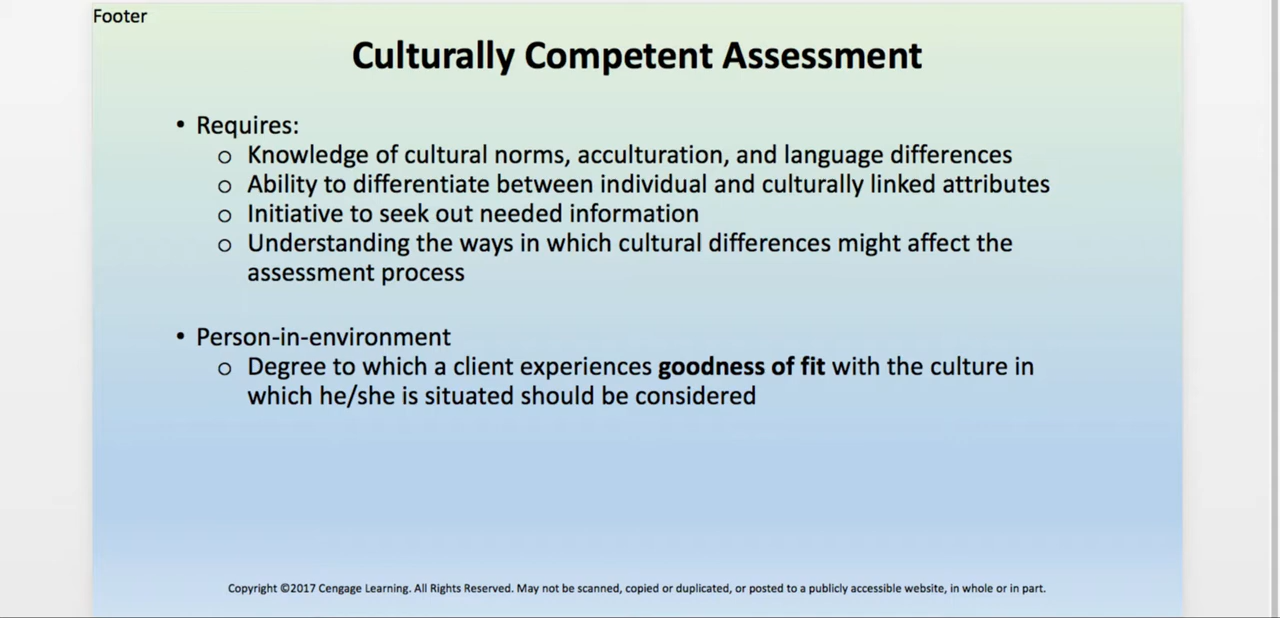 Footer
Culturally Competent Assessment
• Requires:
o Knowledge of cultural norms, acculturation, and language differences
o Ability to differentiate between individual and culturally linked attributes
o Initiative to seek out needed information
o Understanding the ways in which cultural differences might affect the
assessment process
• Person-in-environment
o Degree to which a client experiences goodness of fit with the culture in
which he/she is situated should be considered
Copyright ©2017 Cengage Learning. All Rights Reserved. May not be scanned, copied or duplicated, or posted to a publicly accessible website, in whole or in part.